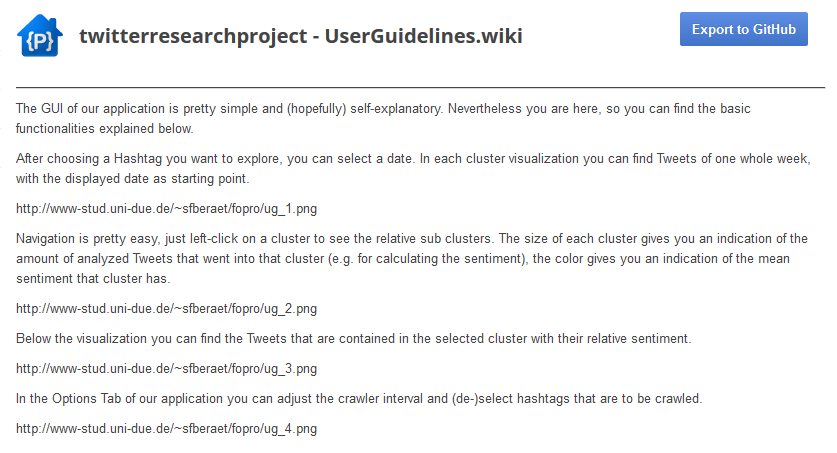 {P}
twitterresearchproject - UserGuidelines.wiki
Export to GitHub
The GUI of our application is pretty simple and (hopefully) self-explanatory. Nevertheless you are here, so you can find the basic
functionalities explained below.
After choosing a Hashtag you want to explore, you can select a date. In each cluster visualization you can find Tweets of one whole week,
with the displayed date as starting point.
http://www-stud.uni-due.de/~sfberaet/fopro/ug_1.png
Navigation is pretty easy, just left-click on a cluster to see the relative sub clusters. The size of each cluster gives you an indication of the
amount of analyzed Tweets that went into that cluster (e.g. for calculating the sentiment), the color gives you an indication of the mean
sentiment that cluster has.
http://www-stud.uni-due.de/~sfberaet/fopro/ug_2.png
Below the visualization you can find the Tweets that are contained in the selected cluster with their relative sentiment.
http://www-stud.uni-due.de/~sfberaet/fopro/ug_3.png
In the Options Tab of our application you can adjust the crawler interval and (de-)select hashtags that are to be crawled.
http://www-stud.uni-due.de/~sfberaet/fopro/ug_4.png